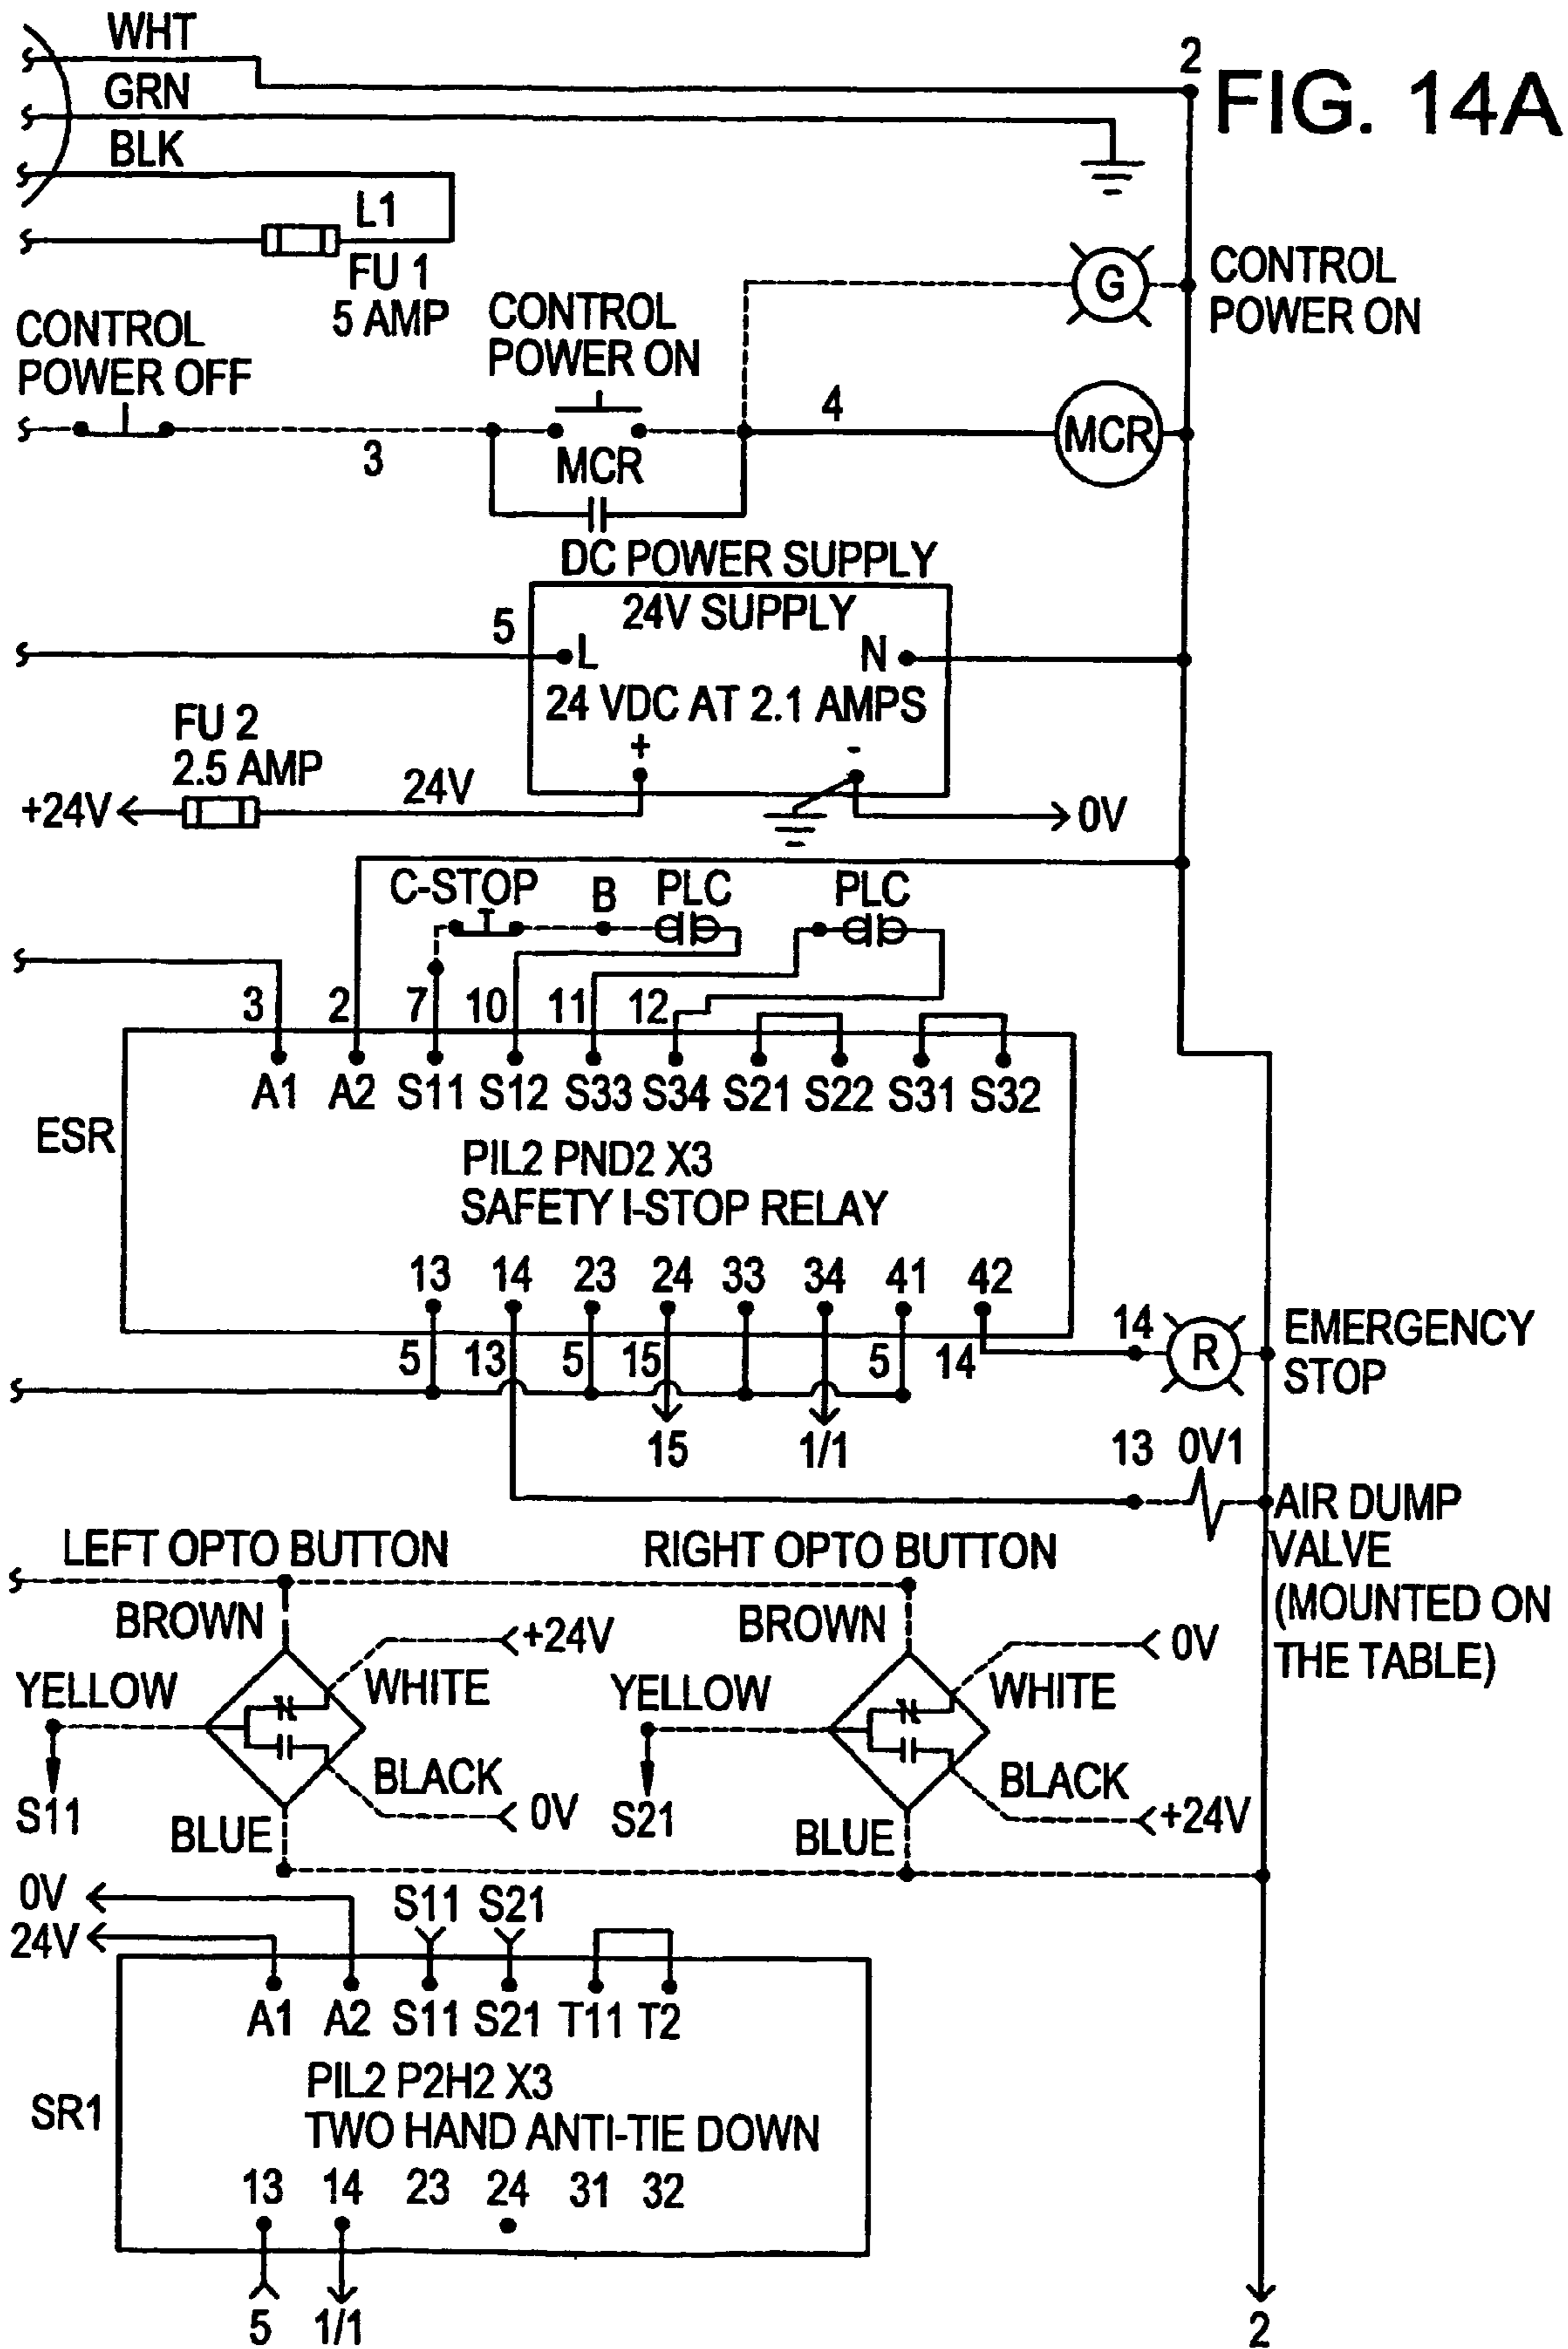 WHT
2
FIG. 14A
GRN
BLK
L1
FU 1
5 AMP
CONTROL
POWER OFF
CONTROL
POWER ON
G
CONTROL
POWER ON
3
MCR
4
MCR
DC POWER SUPPLY
24V SUPPLY
5
L
N
24 VDC AT 2.1 AMPS
+
-
FU 2
2.5 AMP
+24V
24V
0V
C-STOP
B
PLC
PLC
3
2
7
10
11
12
A1
A2
S11
S12
S33
S34
S21
S22
S31
S32
ESR
PIL2 PND2 X3
SAFETY I-STOP RELAY
13
14
23
24
33
34
41
42
5
13
5
15
5
14
14
R
EMERGENCY
STOP
15
1/1
13
0V1
AIR DUMP
VALVE
(MOUNTED ON
THE TABLE)
LEFT OPTO BUTTON
RIGHT OPTO BUTTON
BROWN
+24V
BROWN
0V
YELLOW
WHITE
YELLOW
WHITE
BLACK
BLACK
S11
0V
S21
+24V
BLUE
BLUE
0V
24V
S11
S21
A1
A2
S11
S21
T11
T2
SR1
PIL2 P2H2 X3
TWO HAND ANTI-TIE DOWN
13
14
23
24
31
32
5
1/1
2